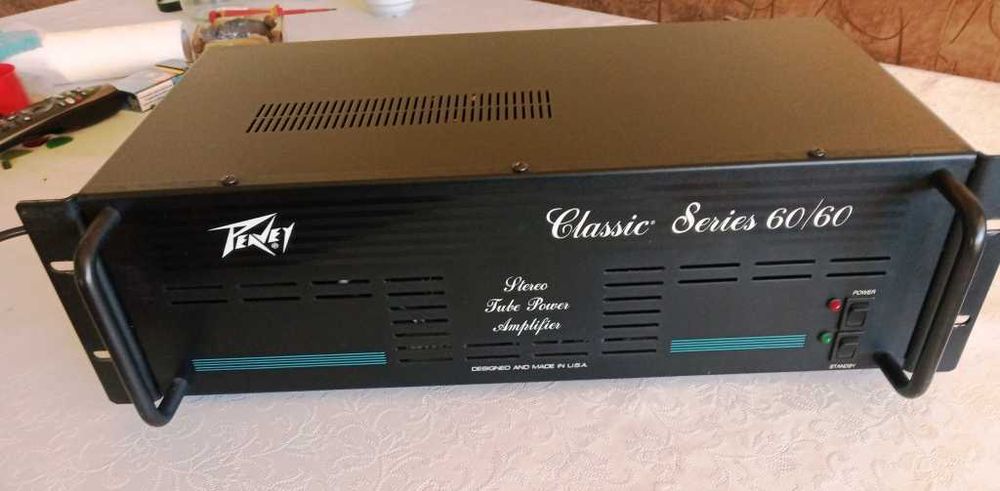 PEAVEY®
Classic® Series 60/60
Stereo
Tube Power
Amplifier
POWER
STANDBY
DESIGNED AND MADE IN U.S.A.